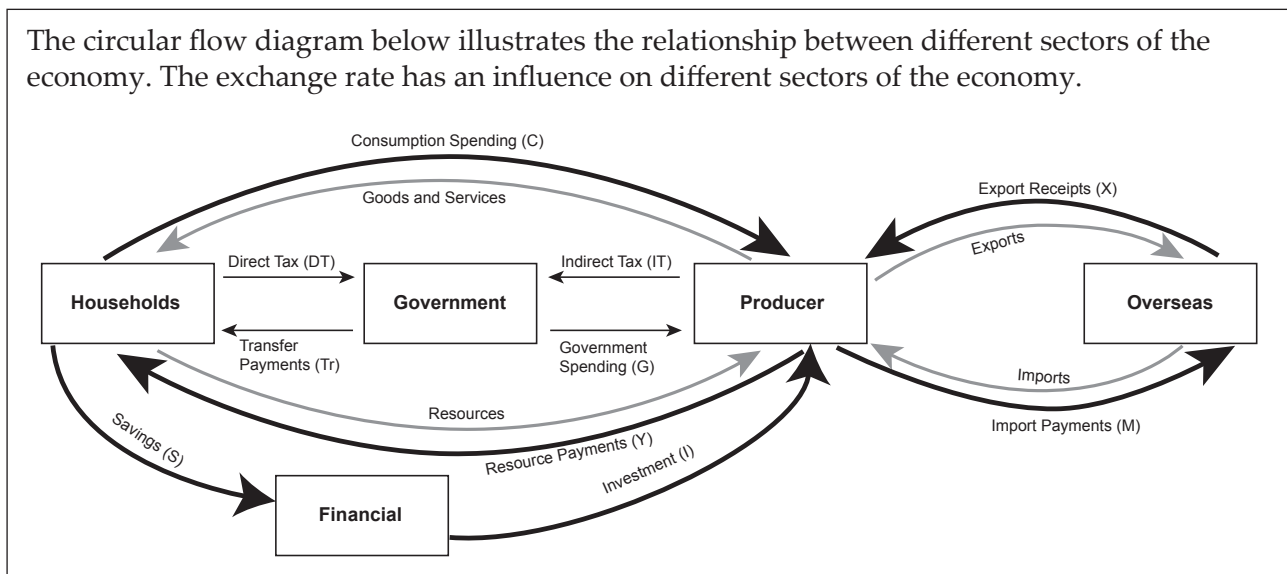 The circular flow diagram below illustrates the relationship between different sectors of the
economy. The exchange rate has an influence on different sectors of the economy.
Consumption Spending (C)
Goods and Services
Export Receipts (X)
Exports
Direct Tax (DT)
Indirect Tax (IT)
Households
Government
Producer
Overseas
Transfer
Payments (Tr)
Government
Spending (G)
Imports
Import Payments (M)
Resources
Resource Payments (Y)
Savings (S)
Investment (I)
Financial